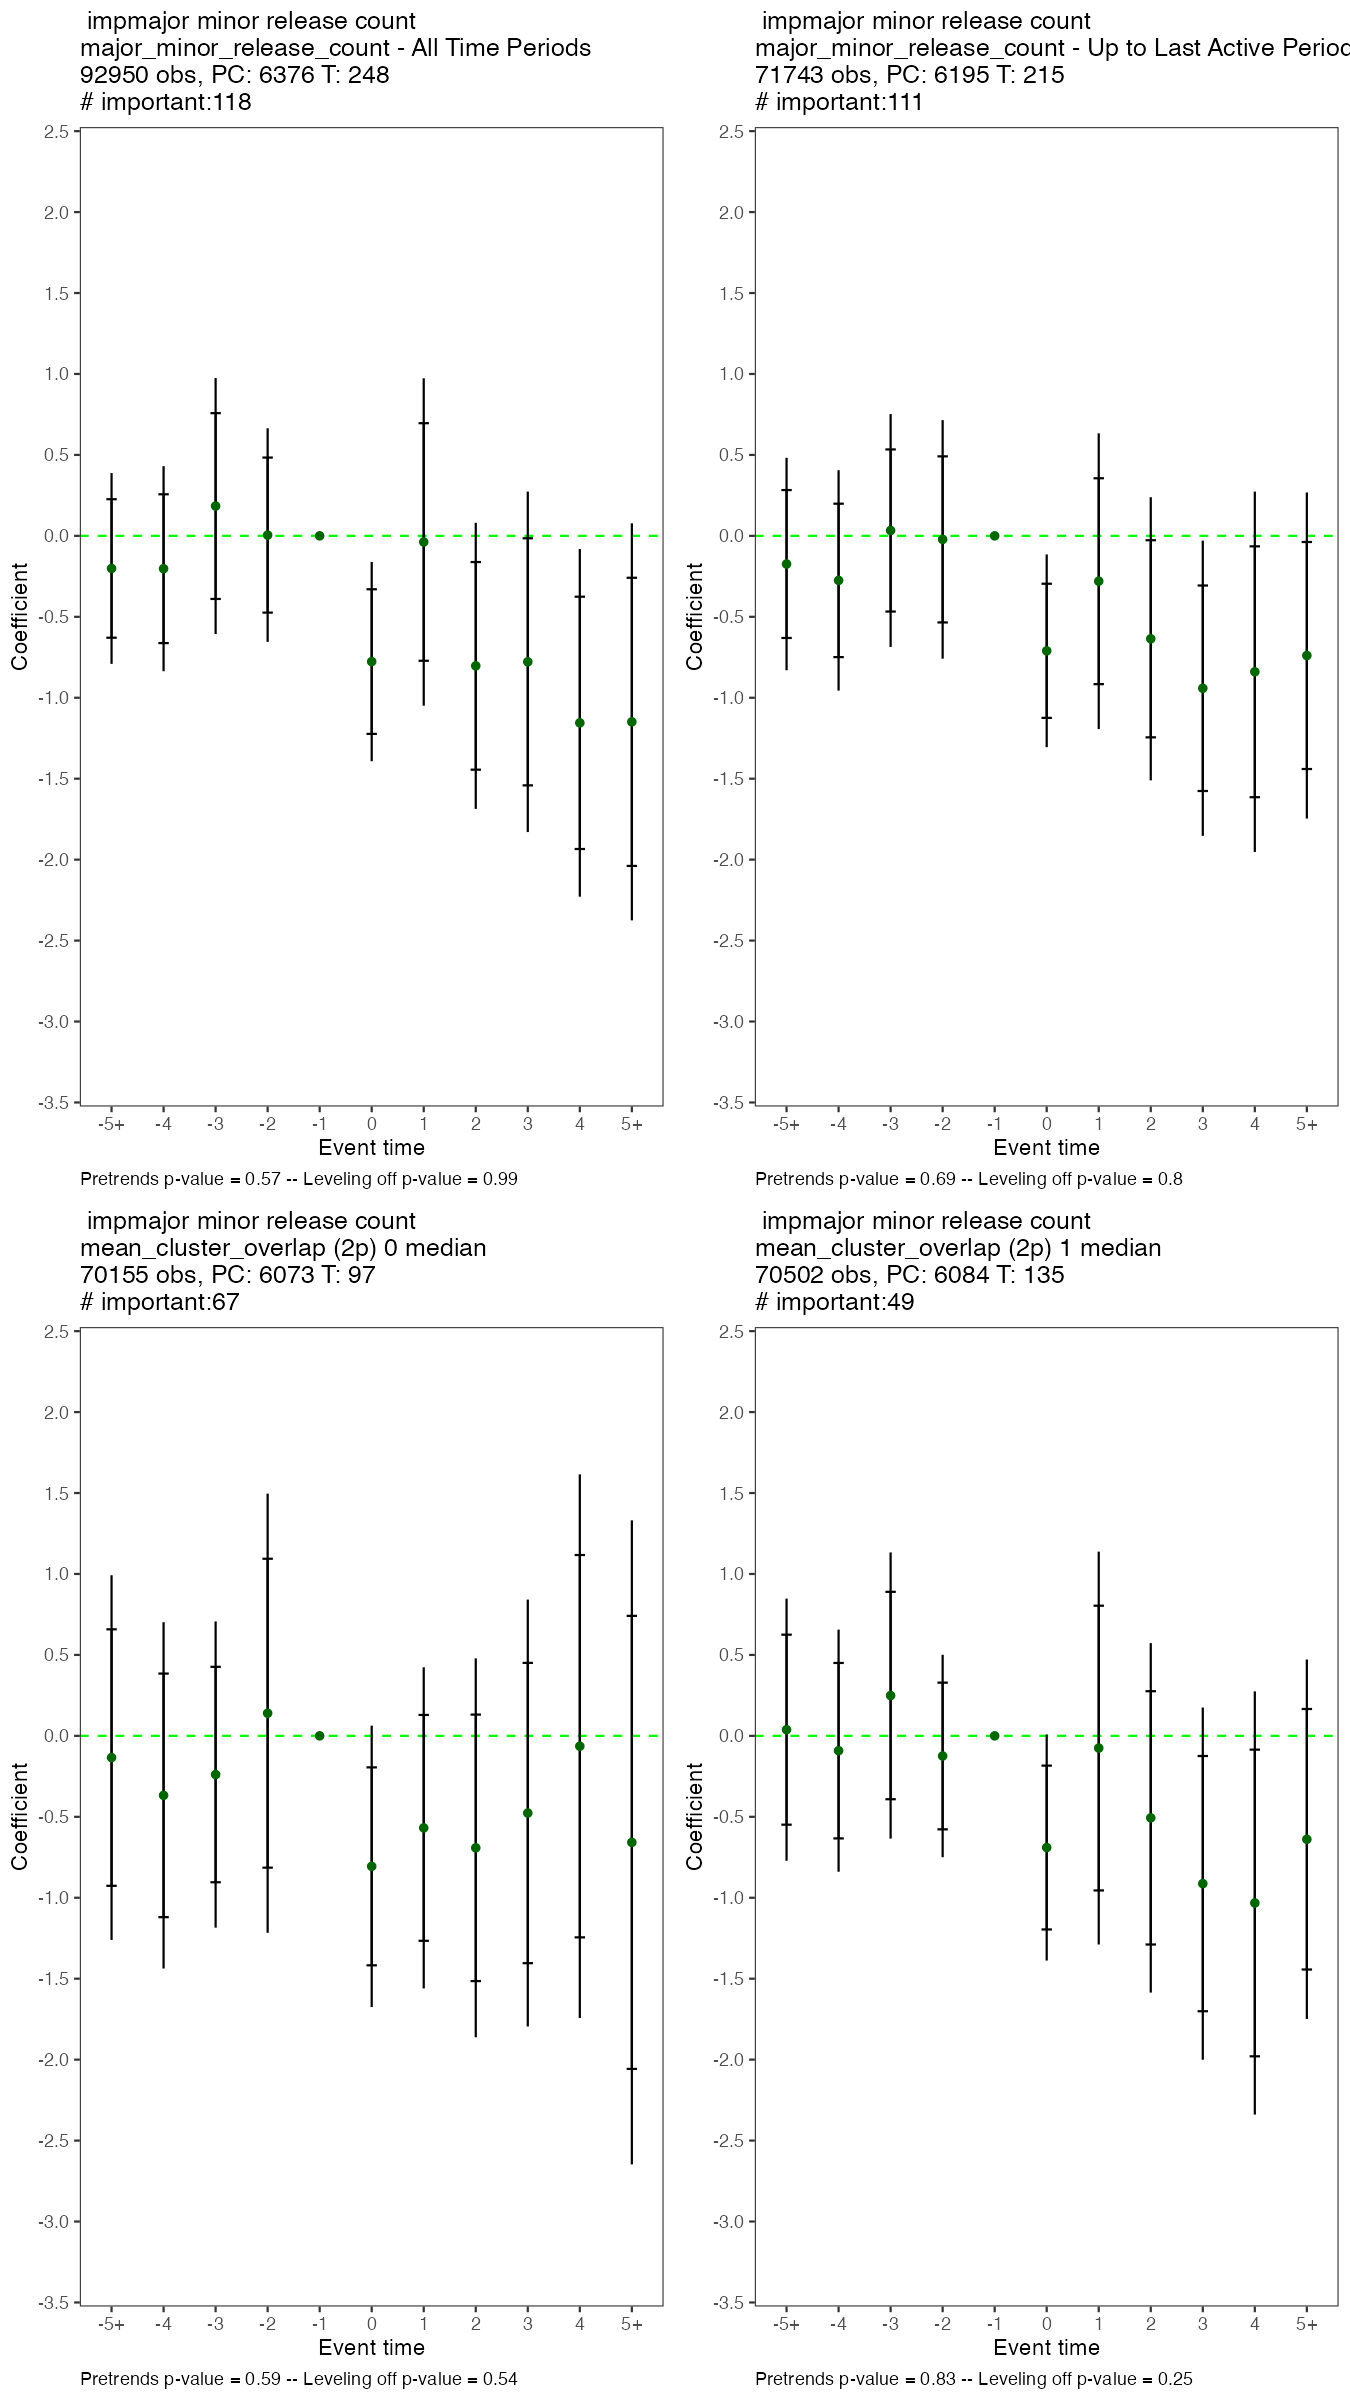 impmajor minor release count
major_minor_release_count - All Time Periods
92950 obs, PC: 6376 T: 248
# important:118
2.5
2.0
1.5
1.0
0.5
0.0
-0.5
-1.0
-1.5
-2.0
-2.5
-3.0
-3.5
Coefficient
-5+ -4 -3 -2 -1 0 1 2 3 4 5+
Event time
Pretrends p-value = 0.57 -- Leveling off p-value = 0.99
impmajor minor release count
major_minor_release_count - Up to Last Active Period
71743 obs, PC: 6195 T: 215
# important:111
2.5
2.0
1.5
1.0
0.5
0.0
-0.5
-1.0
-1.5
-2.0
-2.5
-3.0
-3.5
Coefficient
-5+ -4 -3 -2 -1 0 1 2 3 4 5+
Event time
Pretrends p-value = 0.69 -- Leveling off p-value = 0.8
impmajor minor release count
mean_cluster_overlap (2p) 0 median
70155 obs, PC: 6073 T: 97
# important:67
2.5
2.0
1.5
1.0
0.5
0.0
-0.5
-1.0
-1.5
-2.0
-2.5
-3.0
-3.5
Coefficient
-5+ -4 -3 -2 -1 0 1 2 3 4 5+
Event time
Pretrends p-value = 0.59 -- Leveling off p-value = 0.54
impmajor minor release count
mean_cluster_overlap (2p) 1 median
70502 obs, PC: 6084 T: 135
# important:49
2.5
2.0
1.5
1.0
0.5
0.0
-0.5
-1.0
-1.5
-2.0
-2.5
-3.0
-3.5
Coefficient
-5+ -4 -3 -2 -1 0 1 2 3 4 5+
Event time
Pretrends p-value = 0.83 -- Leveling off p-value = 0.25